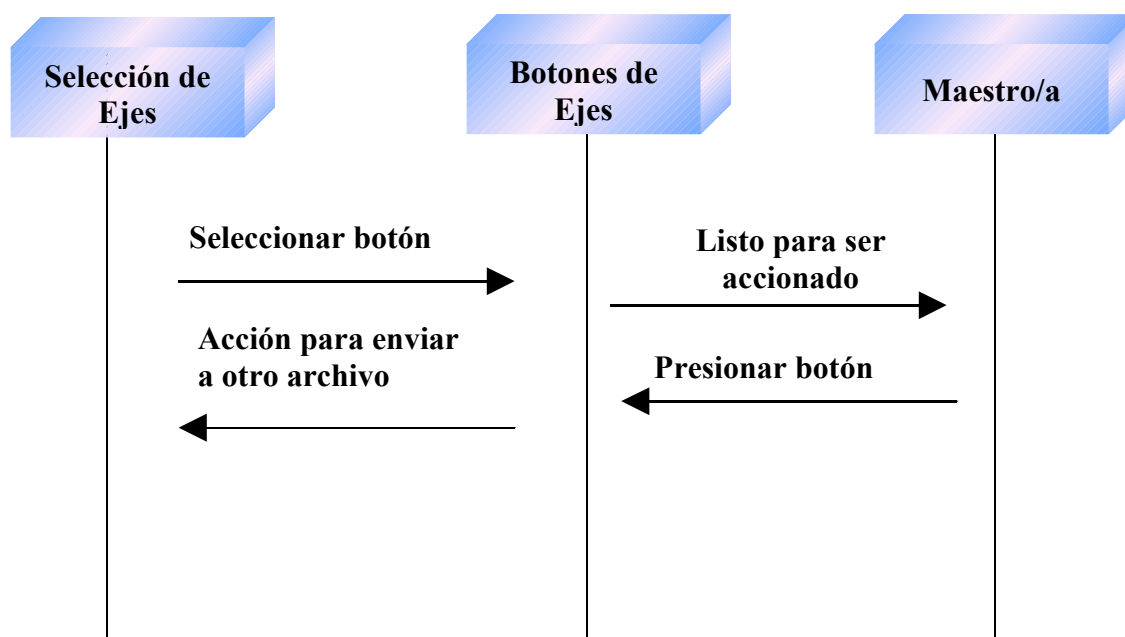 Selección de
Ejes
Botones de
Ejes
Maestro/a
Seleccionar botón
Listo para ser
accionado
Acción para enviar
a otro archivo
Presionar botón